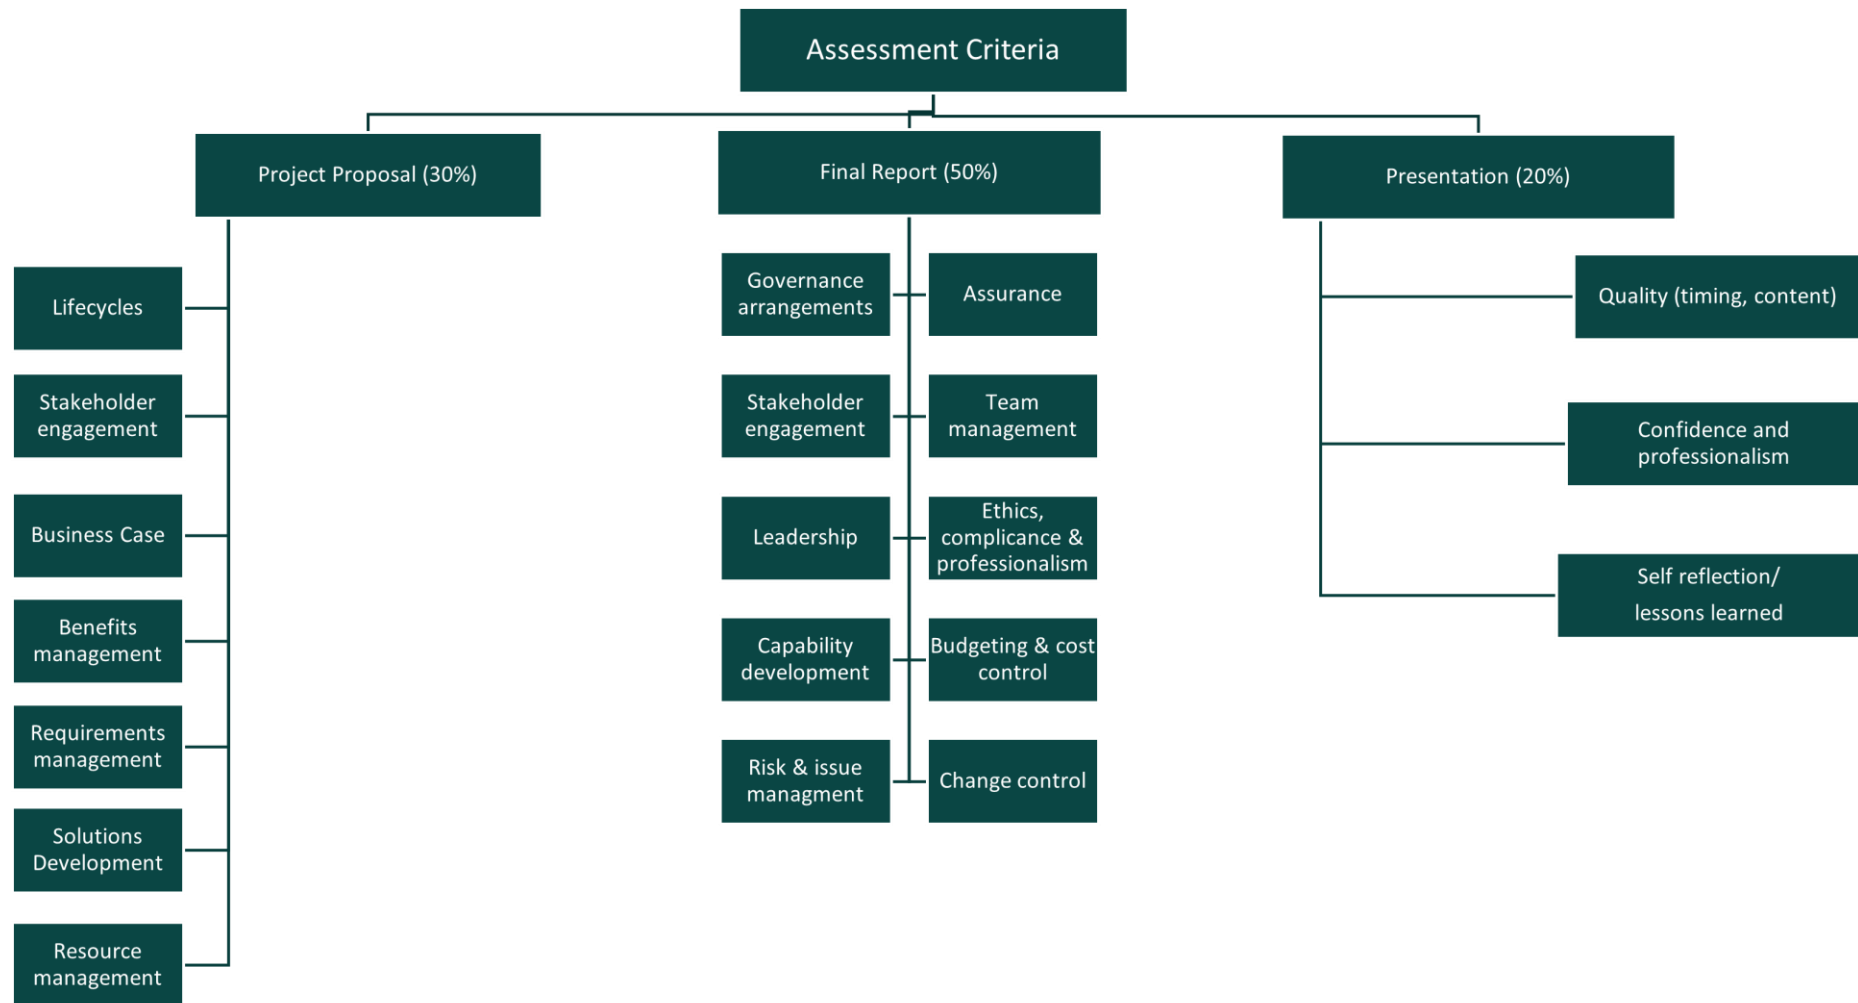 Assessment Criteria
Project Proposal (30%)
Lifecycles
Stakeholder
engagement
Business Case
Benefits
management
Requirements
management
Solutions
Development
Resource
management
Final Report (50%)
Governance
arrangements
Assurance
Stakeholder
engagement
Team
management
Leadership
Ethics,
complicance &
professionalism
Capability
development
Budgeting & cost
control
Risk & issue
managment
Change control
Presentation (20%)
Quality (timing, content)
Confidence and
professionalism
Self reflection/
lessons learned